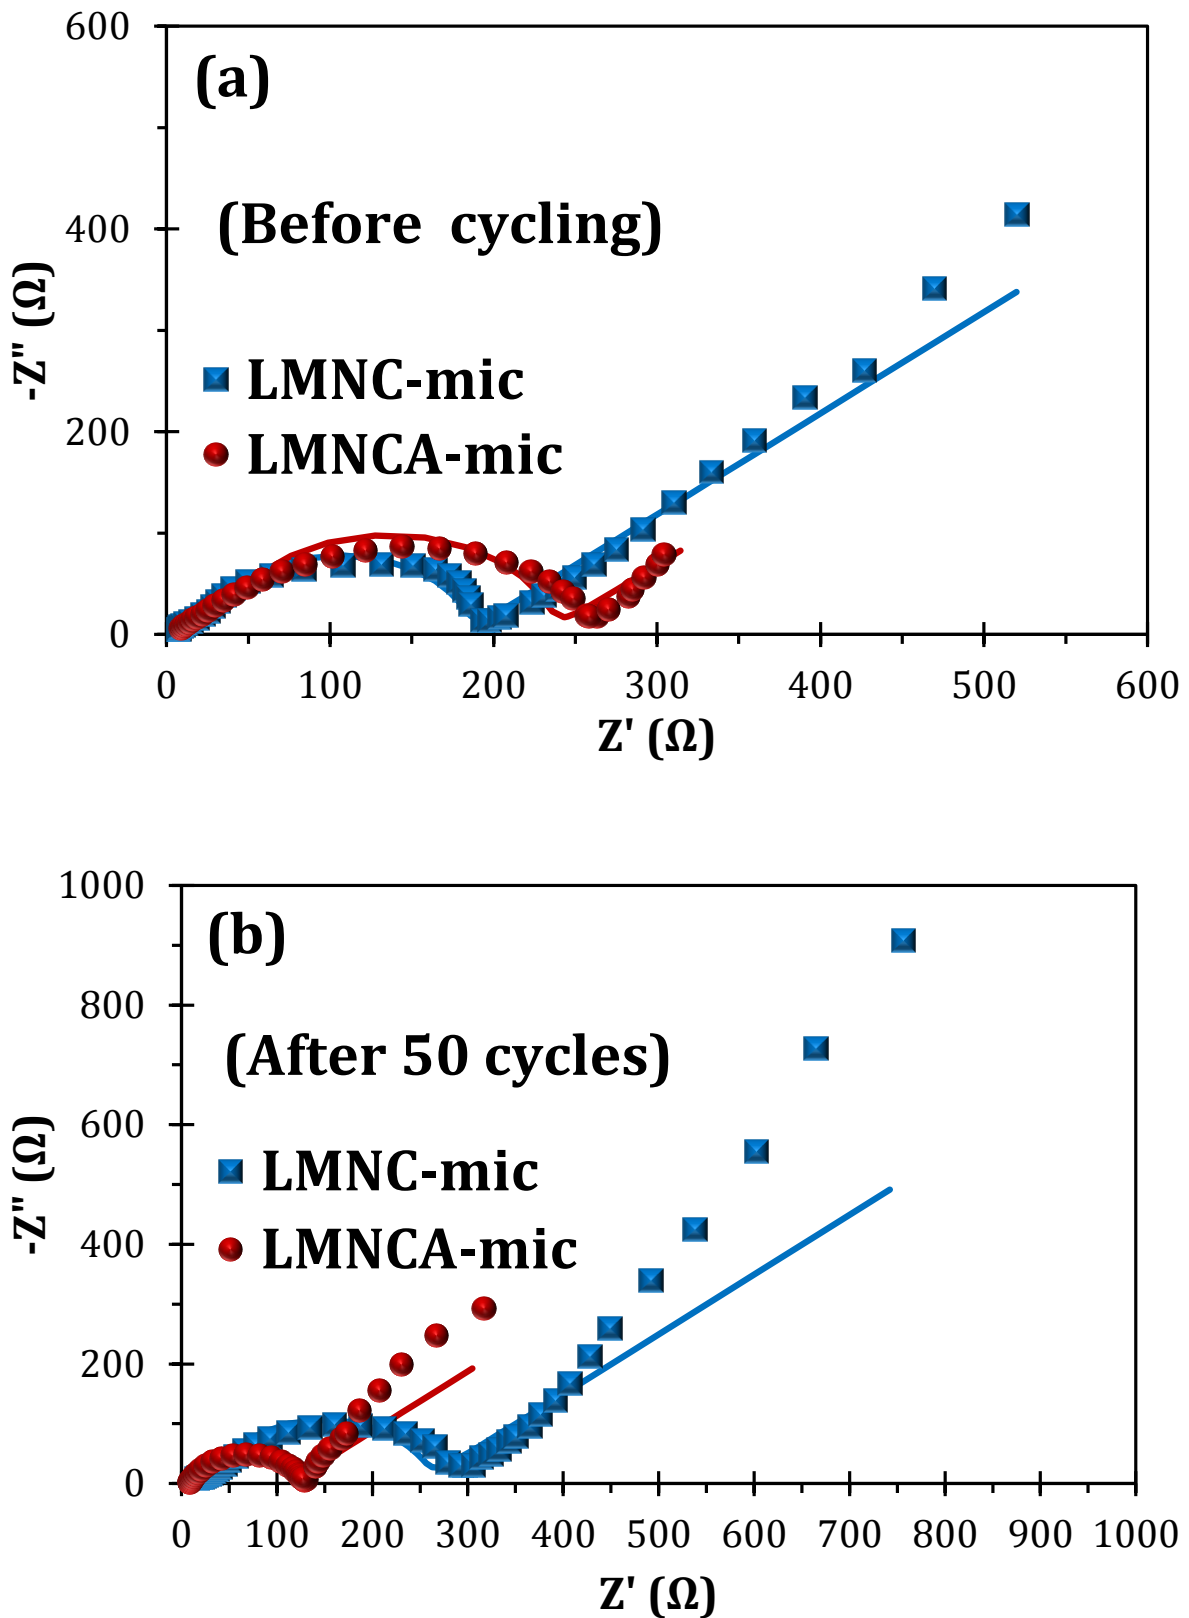 600
(a)
(Before cycling)
400
-Z" (Ω)
LMNC-mic
200
LMNCA-mic
0
0 100 200 300 400 500 600
Z' (Ω)
1000
(b)
800
(After 50 cycles)
600
-Z" (Ω)
LMNC-mic
400
LMNCA-mic
200
0
0 100 200 300 400 500 600 700 800 900 1000
Z' (Ω)